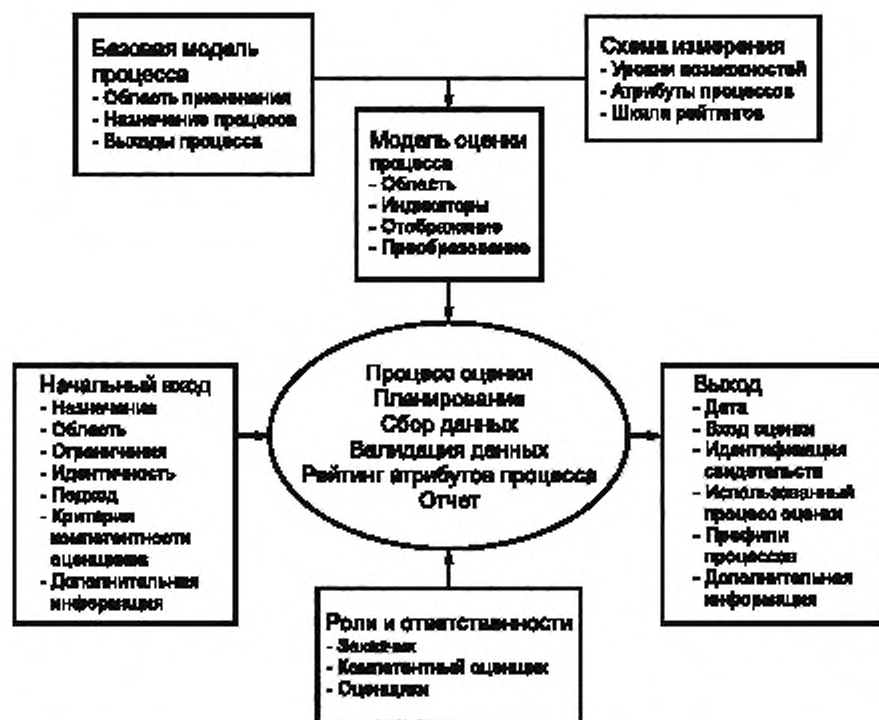 Базовая модель
процесса
- Область применения
- Назначение процесса
- Выходы процесса
Схема измерения
- Уровни возможностей
- Атрибуты процессов
- Шкала рейтингов
Модель оценки
процесса
- Область
- Индикаторы
- Отображение
- Преобразование
Начальный вход
- Назначение
- Область
- Ограничения
- Идентичность
- Подход
- Критерия
компетентности
оценщиков
- Дополнительная
информация
Процесс оценки
Планирование
Сбор данных
Валидация данных
Рейтинг атрибутов процесса
Отчет
Выход
- Дата
- Вход оценки
- Идентификация
свидетельств
- Использованный
процесс оценки
- Профили
процессов
- Дополнительная
информация
Роли и ответственности
- Заказчик
- Компетентный оценщик
- Оценщики